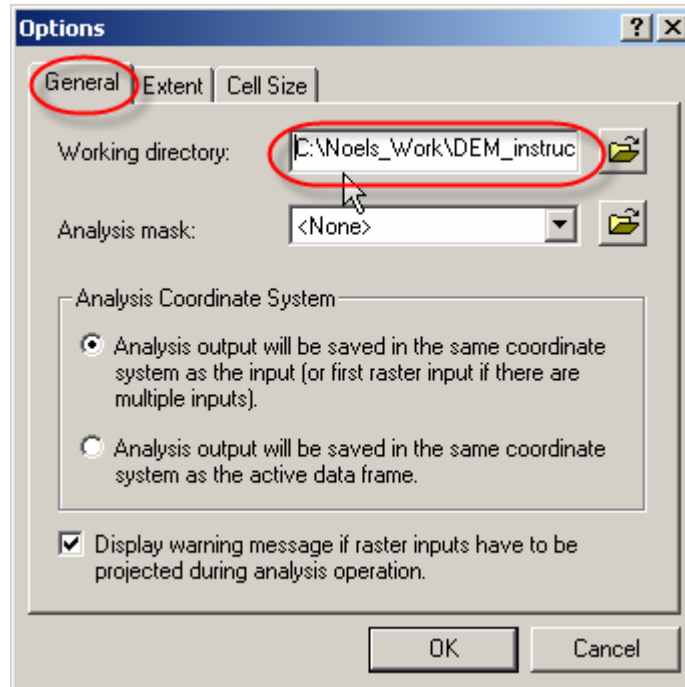 Options
General Extent Cell Size
Working directory: C:\Noels_Work\DEM_instruc
Analysis mask: <None>
Analysis Coordinate System
Analysis output will be saved in the same coordinate
system as the input (or first raster input if there are
multiple inputs).
Analysis output will be saved in the same coordinate
system as the active data frame.
Display warning message if raster inputs have to be
projected during analysis operation.
OK Cancel